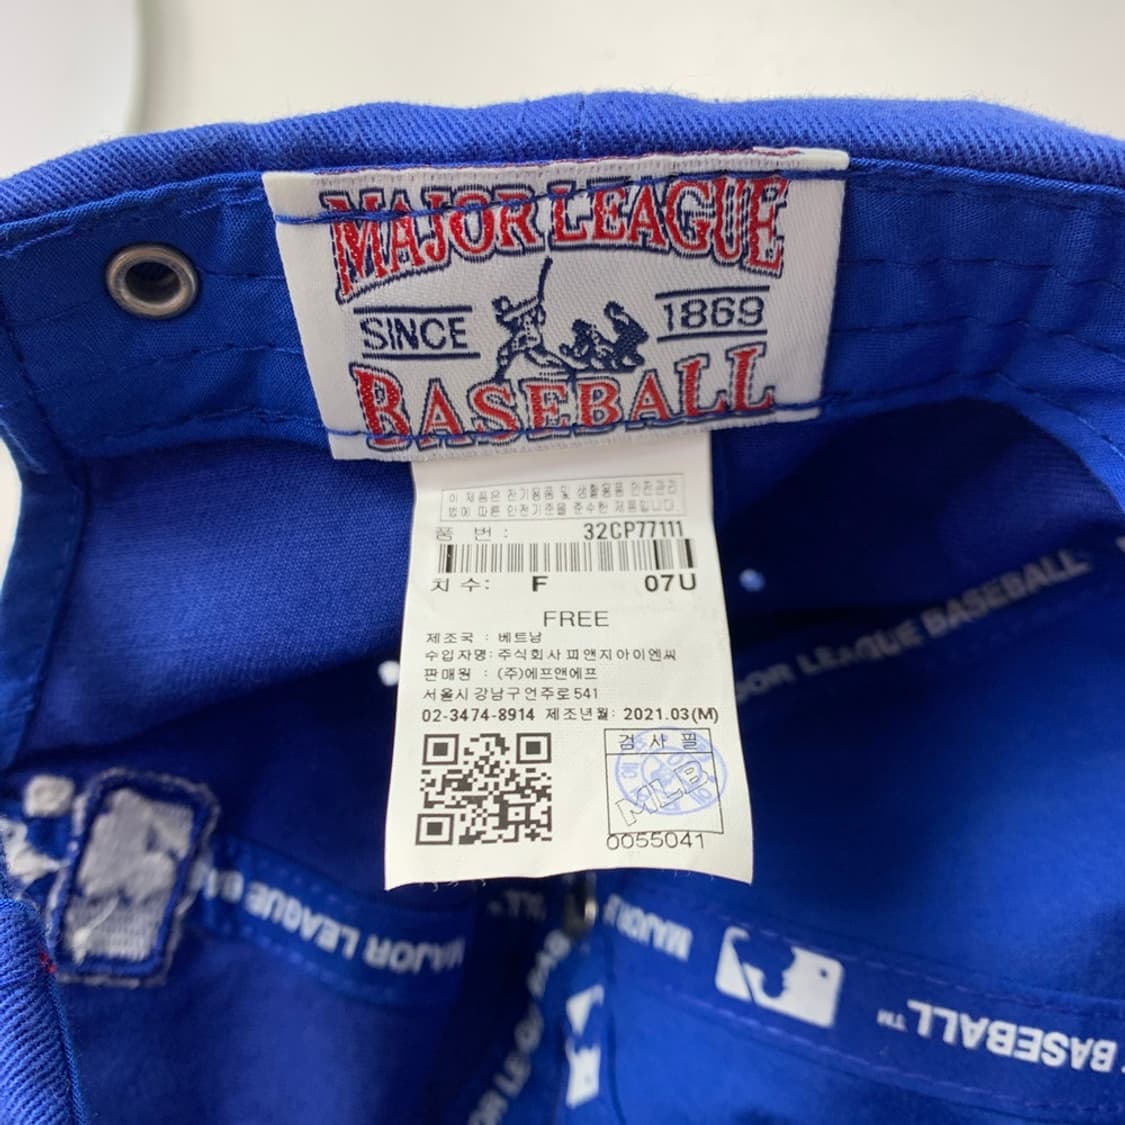 MAJOR LEAGUE
SINCE 1869
BASEBALL
이 제품은 전기용품 및 생활용품 안전관리
법에 따른 안전기준을 준수한 제품입니다.
품 번 : 32CP77111
치 수: F 07U
FREE
제조국 : 베트남
수입자명: 주식회사 피앤지아이엔씨
판매원 : (주)에프앤에프
서울시 강남구 언주로 541
02-3474-8914 제조년월: 2021.03(M)
검 사 필
MLB
0055041
JOR LEAGUE BASEBALL
MAJOR LEAGUE
MAJOR
BASEBALL™